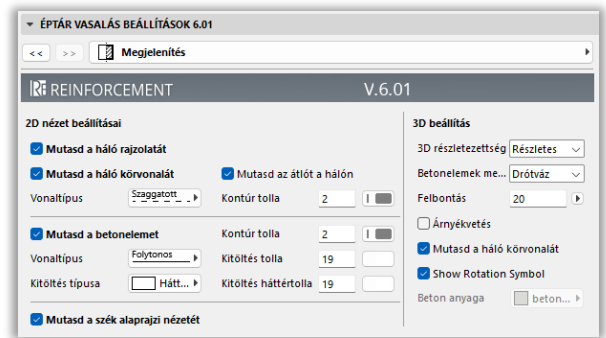 ÉPTÁR VASALÁS BEÁLLÍTÁSOK 6.01
<< >> Megjelenítés
REINFORCEMENT V.6.01
2D nézet beállításai
Mutasd a háló rajzolatát
Mutasd a háló körvonalát Mutasd az átlót a hálón
Vonaltípus Szaggatott Kontúr tolla 2
Mutasd a betonelemet Kontúr tolla 2
Vonaltípus Folytonos Kitöltés tolla 19
Kitöltés típusa Hátt... Kitöltés háttértolla 19
Mutasd a szék alaprajzi nézetét
3D beállítás
3D részletezettség Részletes
Betonelemek me... Drótváz
Felbontás 20
Árnyékvetés
Mutasd a háló körvonalát
Show Rotation Symbol
Beton anyaga beton...